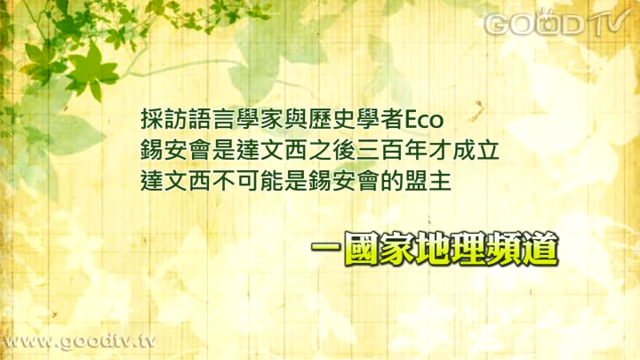 GOOD TV
採訪語言學家與歷史學者Eco
錫安會是達文西之後三百年才成立
達文西不可能是錫安會的盟主
－國家地理頻道
www.goodtv.tv